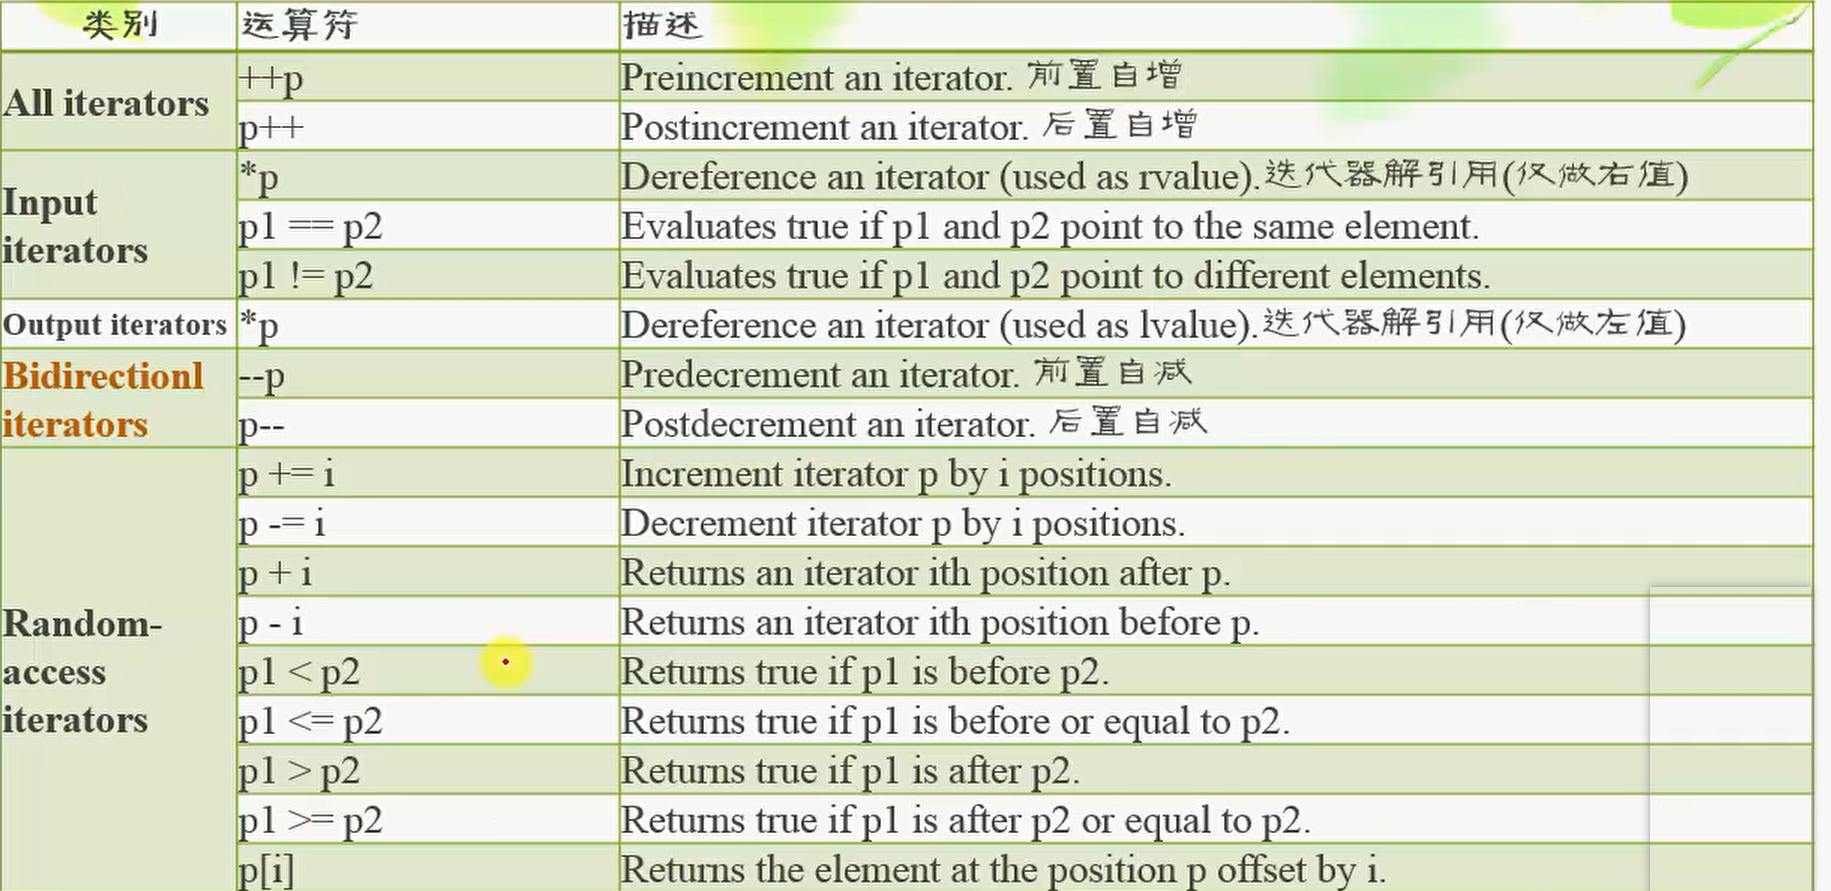 类别 运算符 描述
All iterators
++p Preincrement an iterator. 前置自增
p++ Postincrement an iterator. 后置自增
Input
iterators
*p Dereference an iterator (used as rvalue).迭代器解引用(仅做右值)
p1 == p2 Evaluates true if p1 and p2 point to the same element.
p1 != p2 Evaluates true if p1 and p2 point to different elements.
Output iterators *p Dereference an iterator (used as lvalue).迭代器解引用(仅做左值)
Bidirectionl
iterators
--p Predecrement an iterator. 前置自减
p-- Postdecrement an iterator. 后置自减
Random-
access
iterators
p += i Increment iterator p by i positions.
p -= i Decrement iterator p by i positions.
p + i Returns an iterator ith position after p.
p - i Returns an iterator ith position before p.
p1 < p2 Returns true if p1 is before p2.
p1 <= p2 Returns true if p1 is before or equal to p2.
p1 > p2 Returns true if p1 is after p2.
p1 >= p2 Returns true if p1 is after p2 or equal to p2.
p[i] Returns the element at the position p offset by i.